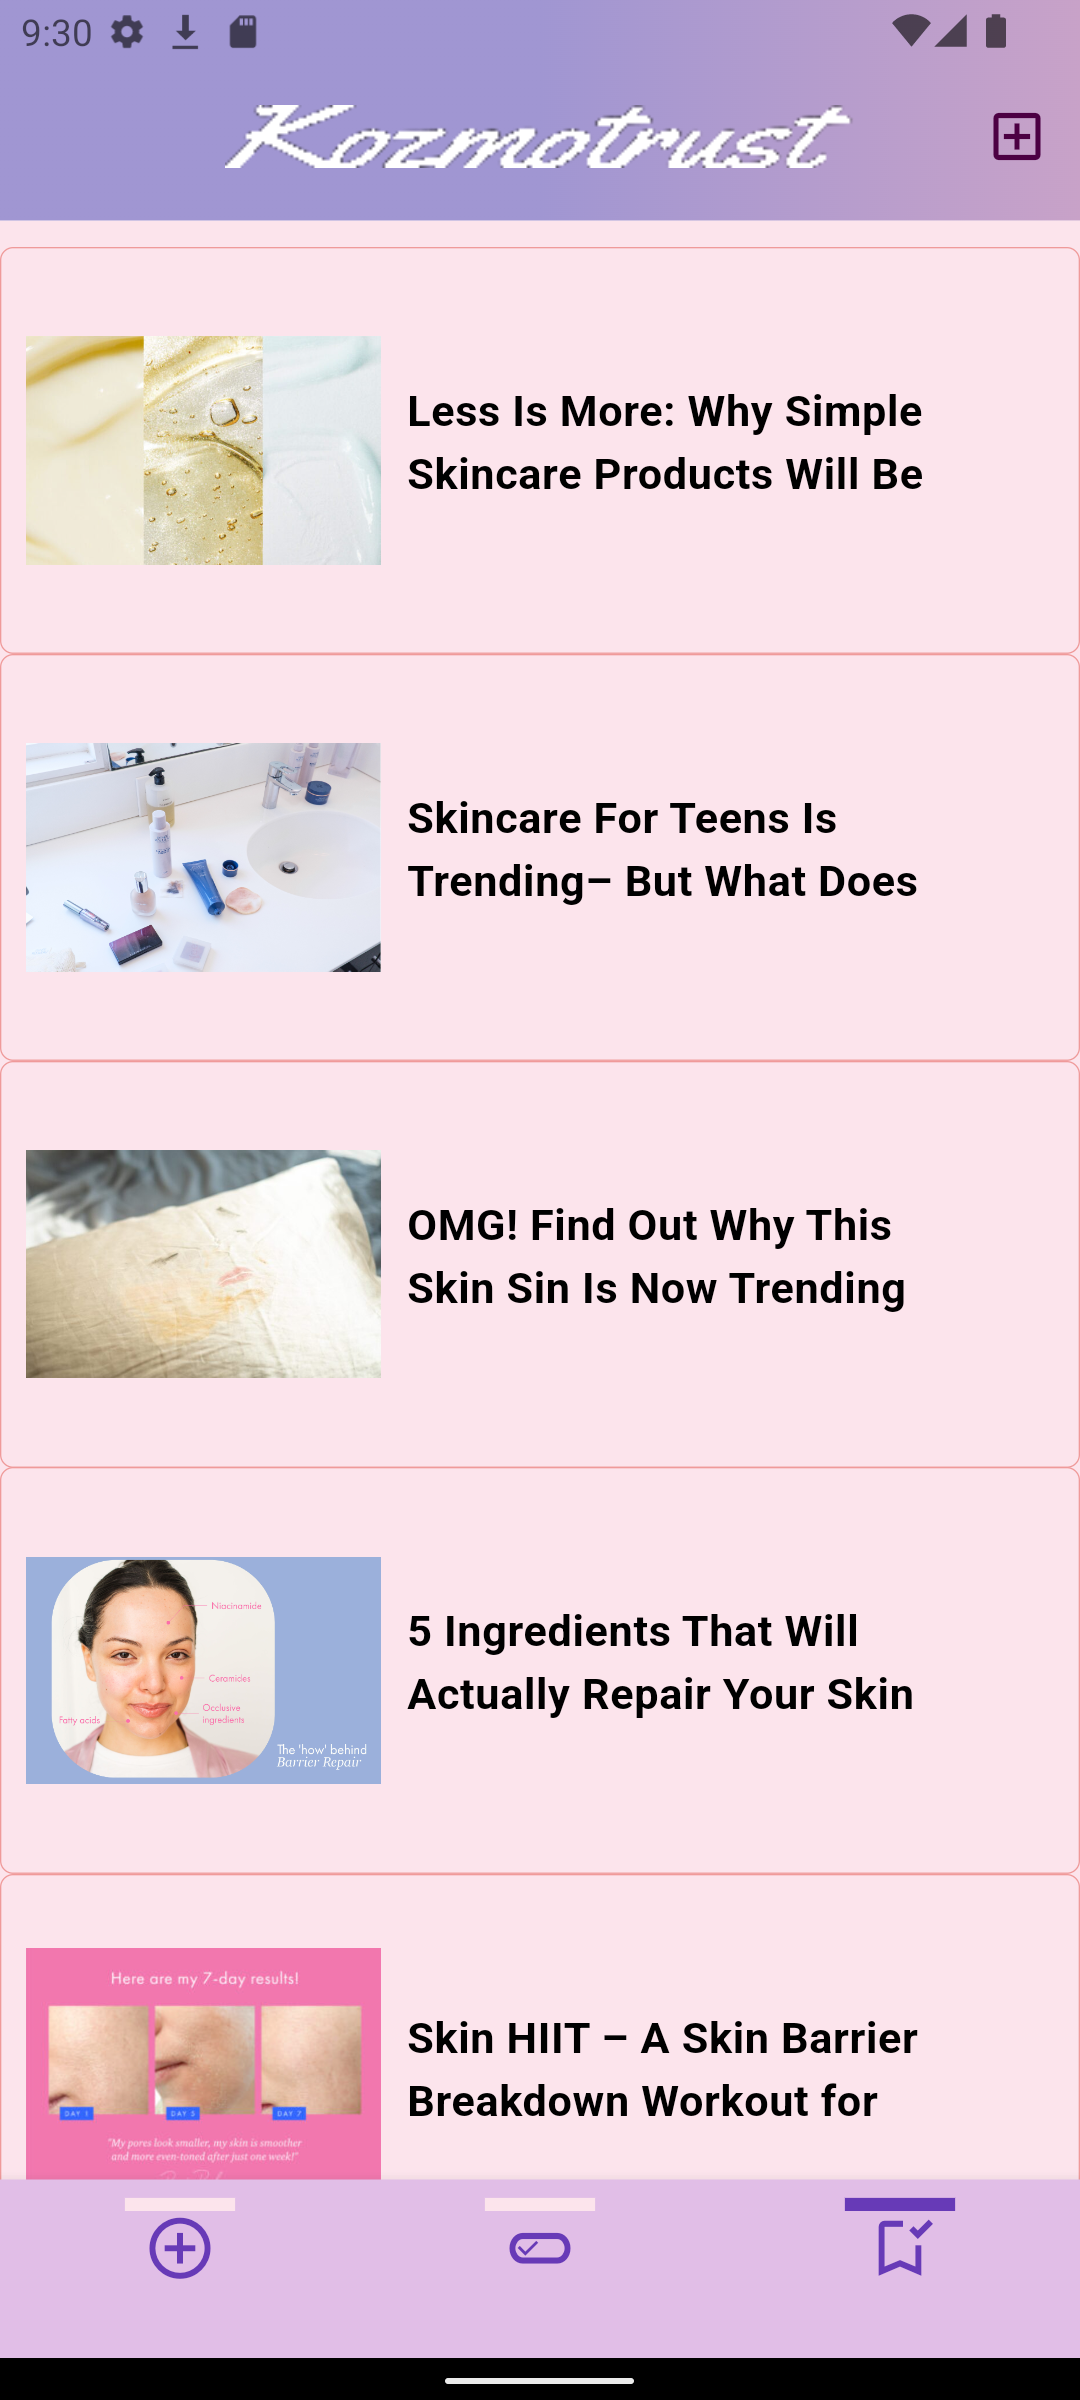 9:30
Kozmotrust
Less Is More: Why Simple
Skincare Products Will Be
Skincare For Teens Is
Trending– But What Does
OMG! Find Out Why This
Skin Sin Is Now Trending
Niacinamide
Ceramides
Occlusive
ingredients
Fatty acids
The 'how' behind
Barrier Repair
5 Ingredients That Will
Actually Repair Your Skin
Here are my 7-day results!
DAY 1
DAY 5
DAY 7
"My pores look smaller, my skin is smoother
and more even-toned after just one week!"
Skin HIIT – A Skin Barrier
Breakdown Workout for